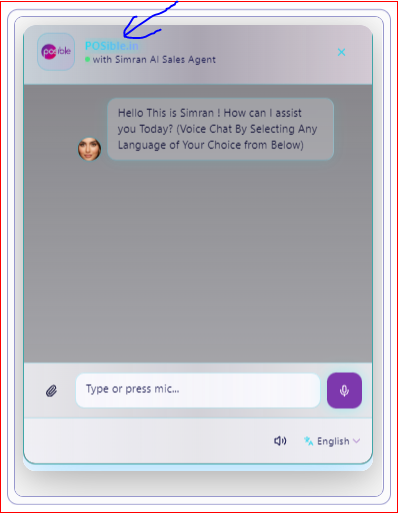 posible
POSible.in
with Simran AI Sales Agent
Hello This is Simran ! How can I assist
you Today? (Voice Chat By Selecting Any
Language of Your Choice from Below)
Type or press mic...
English